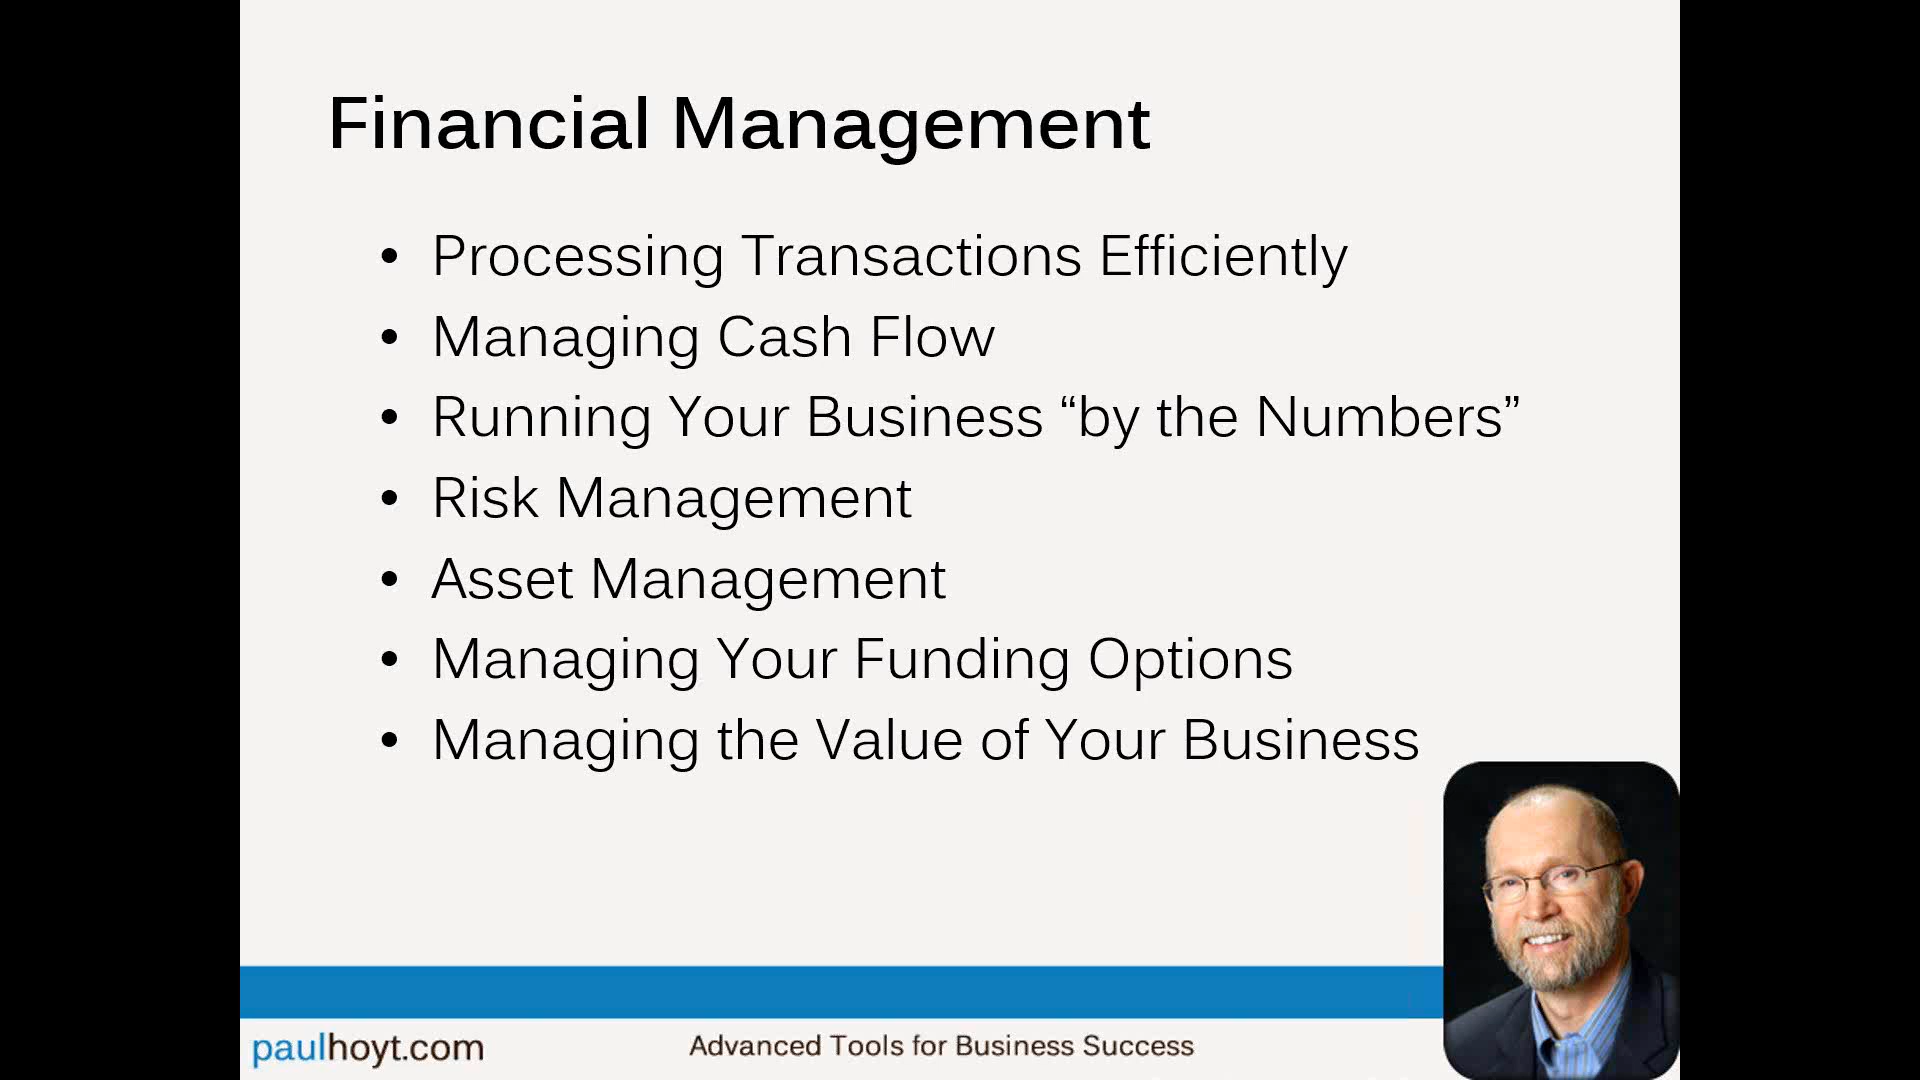 Financial Management
• Processing Transactions Efficiently
• Managing Cash Flow
• Running Your Business “by the Numbers”
• Risk Management
• Asset Management
• Managing Your Funding Options
• Managing the Value of Your Business
paulhoyt.com
Advanced Tools for Business Success